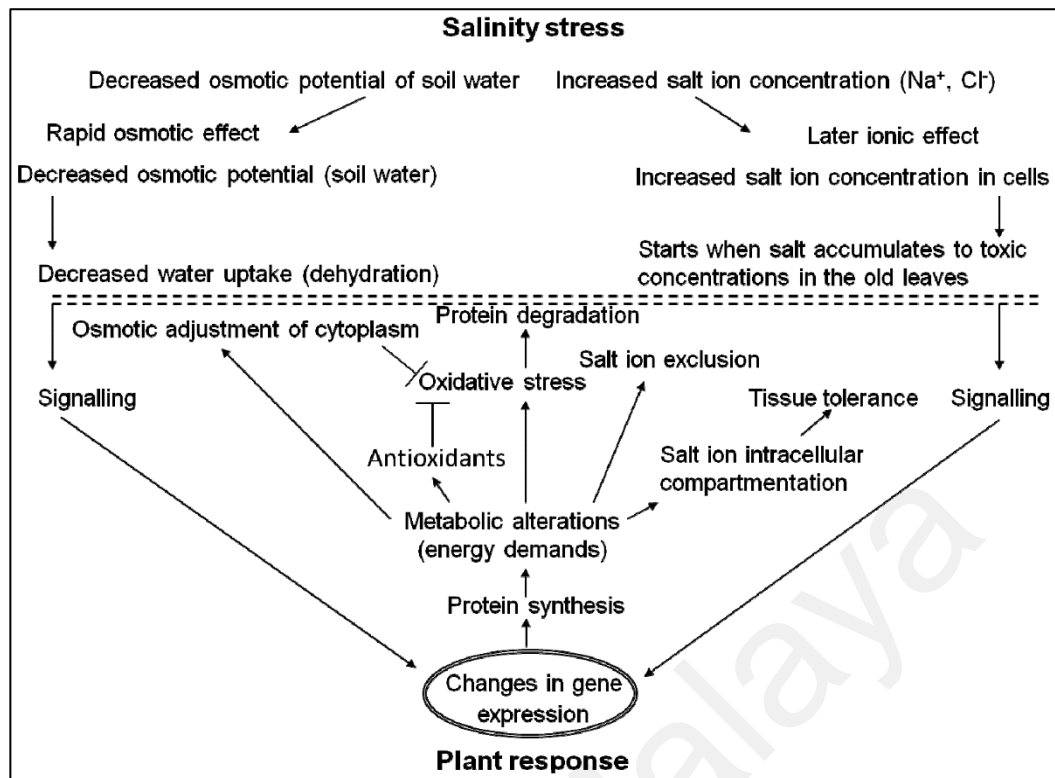 Salinity stress
Decreased osmotic potential of soil water
Increased salt ion concentration (Na⁺, Cl⁻)
Rapid osmotic effect
Later ionic effect
Decreased osmotic potential (soil water)
Increased salt ion concentration in cells
Decreased water uptake (dehydration)
Starts when salt accumulates to toxic
concentrations in the old leaves
Osmotic adjustment of cytoplasm
Protein degradation
Salt ion exclusion
Oxidative stress
Signalling
Tissue tolerance
Signalling
Antioxidants
Salt ion intracellular
compartmentation
Metabolic alterations
(energy demands)
Protein synthesis
Changes in gene
expression
Plant response
alaya